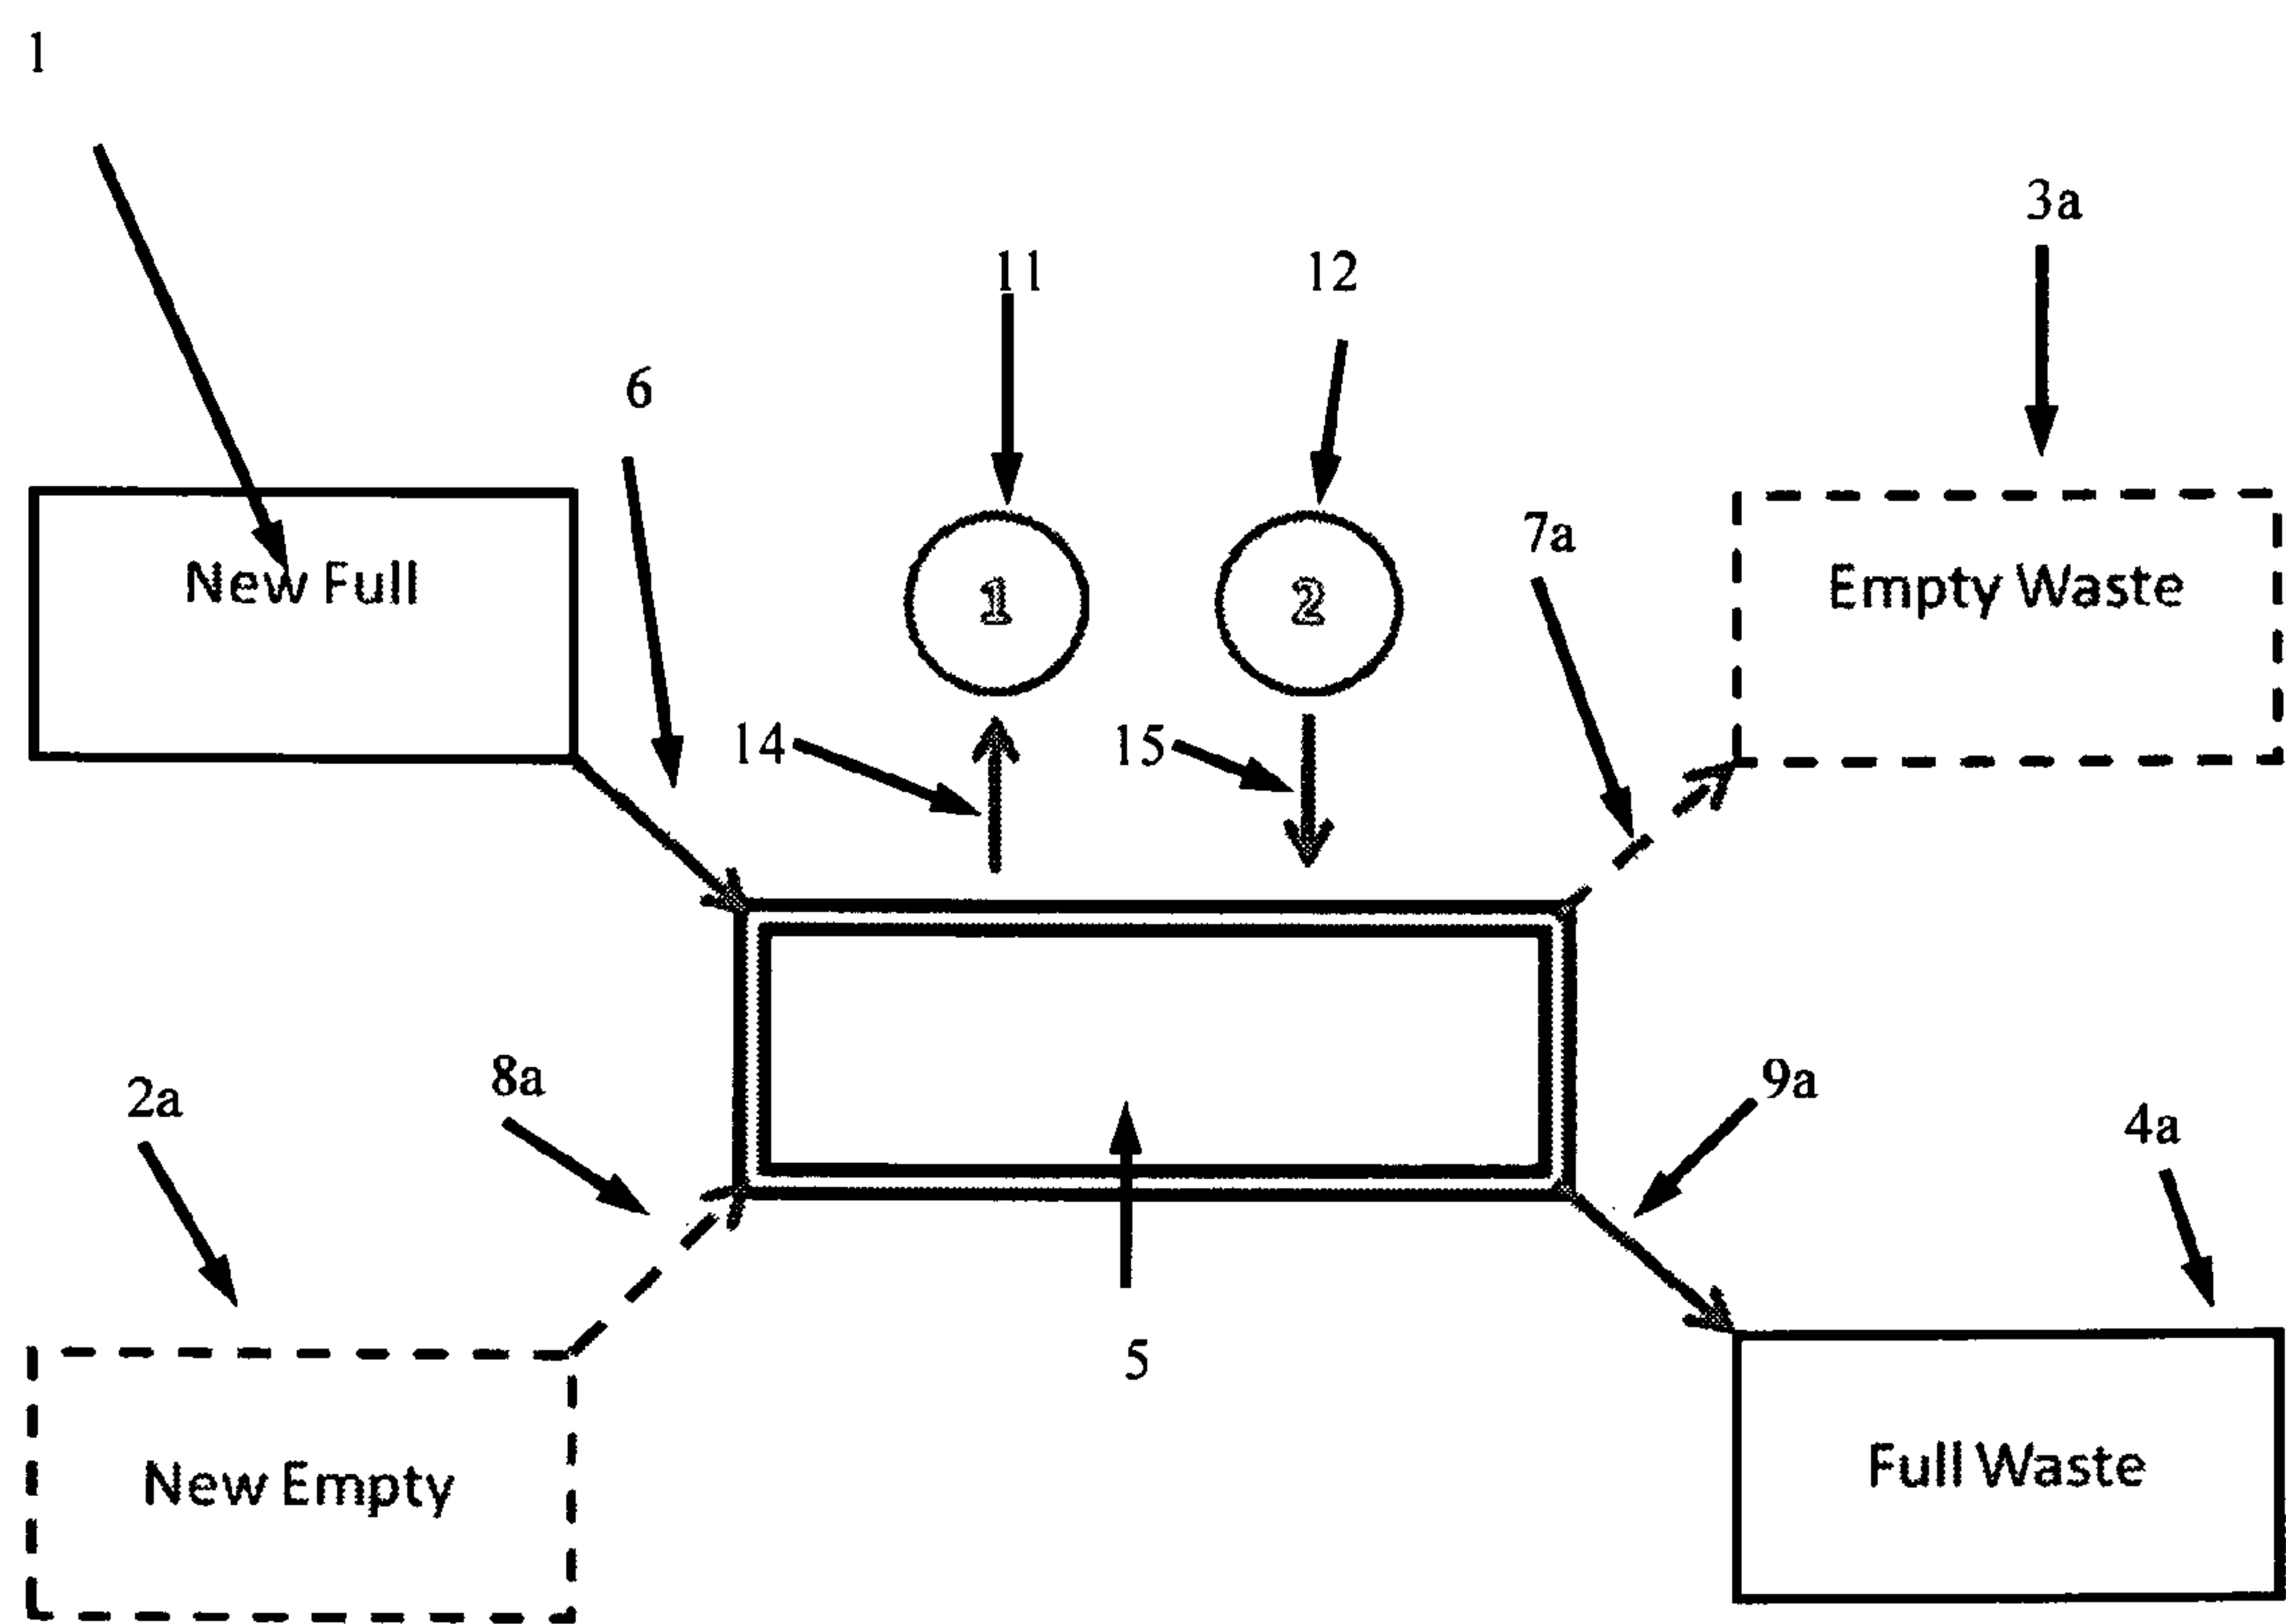 1
3a
11
12
6
7a
New Full
1
2
Empty Waste
14
15
8a
9a
2a
4a
5
New Empty
Full Waste